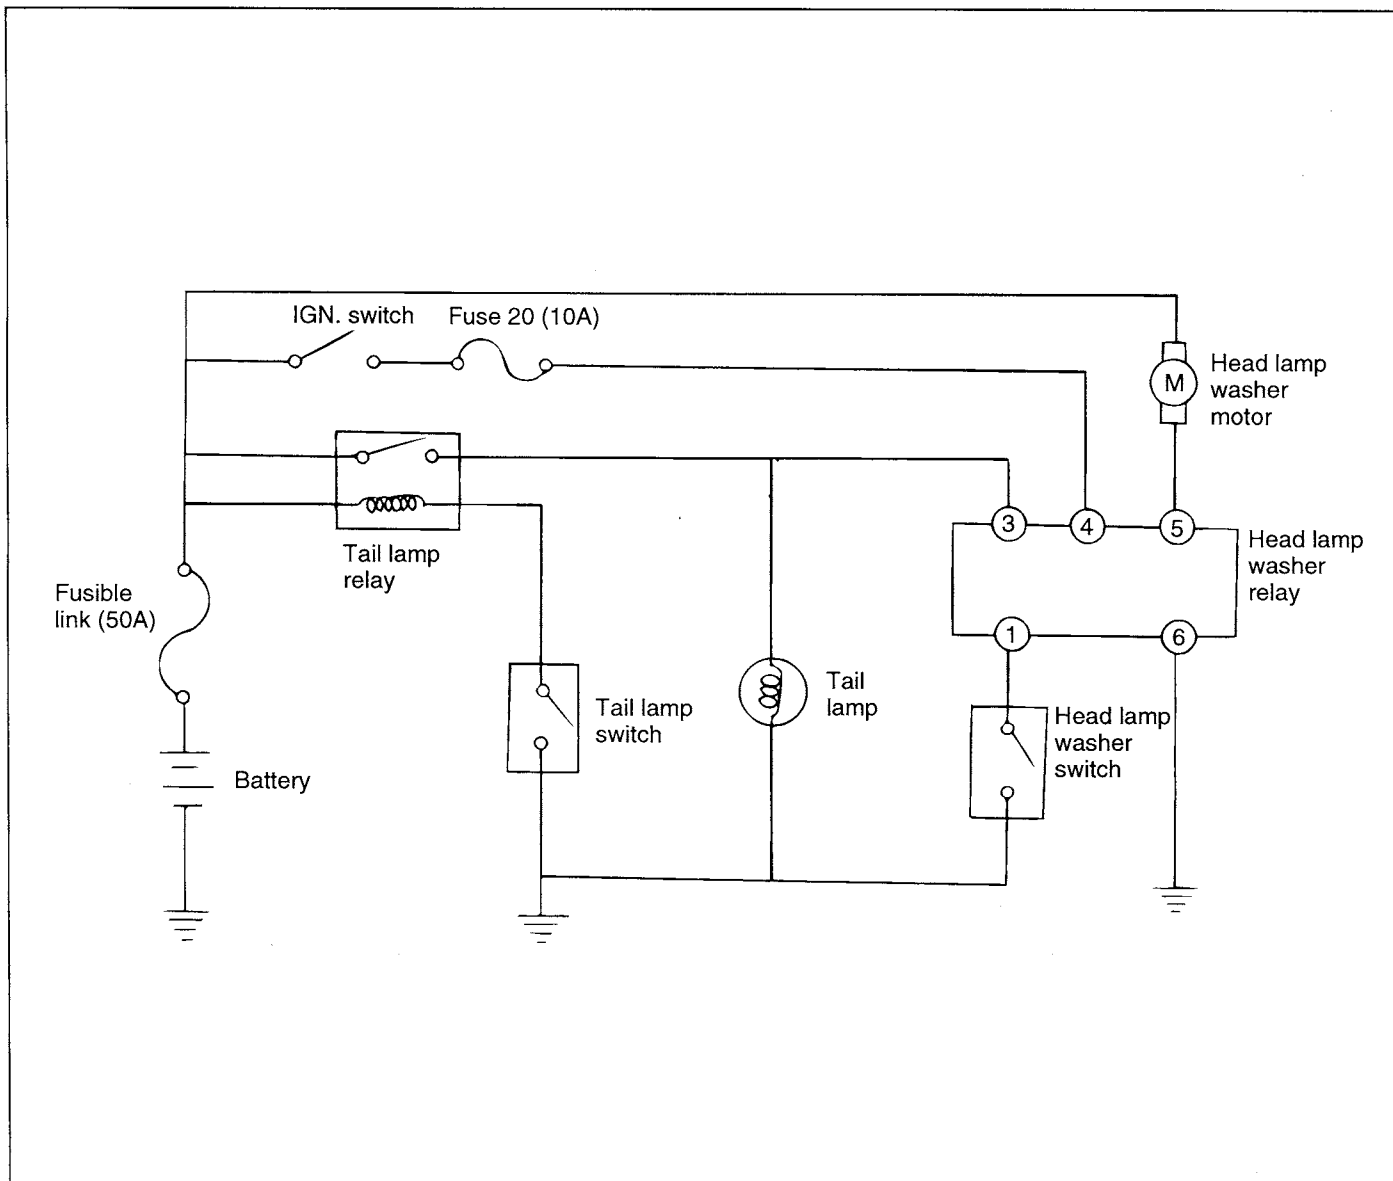 IGN. switch
Fuse 20 (10A)
M
Head lamp
washer
motor
3
4
5
Head lamp
washer
relay
Tail lamp
relay
Fusible
link (50A)
1
6
Tail lamp
switch
Tail
lamp
Head lamp
washer
switch
Battery